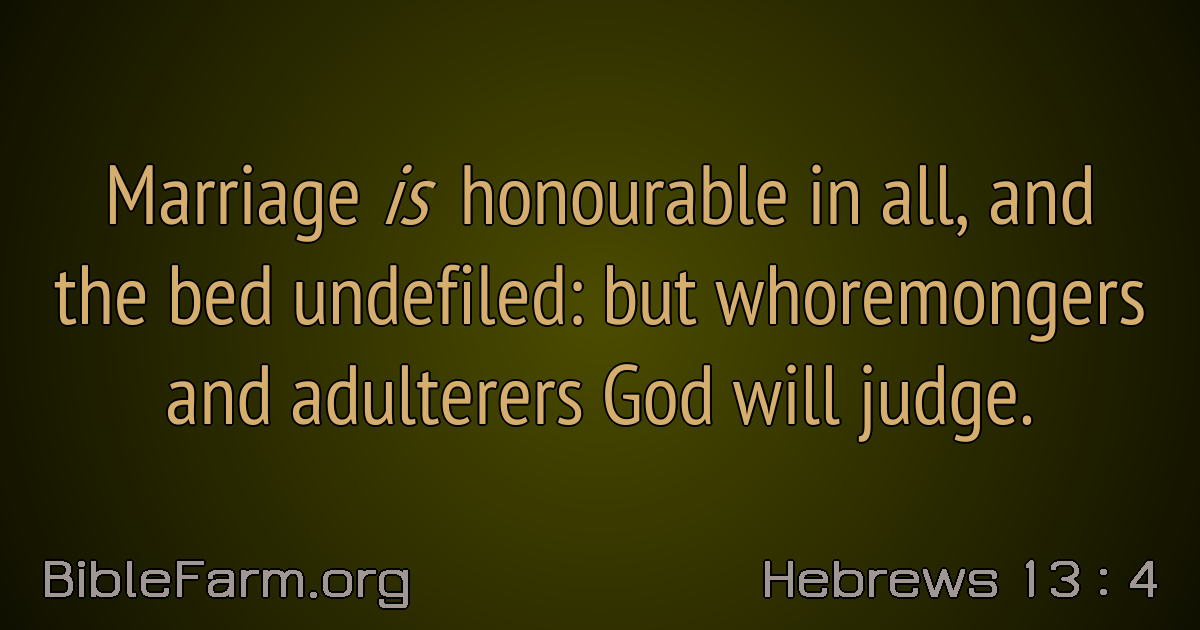 Marriage is honourable in all, and
the bed undefiled: but whoremongers
and adulterers God will judge.
BibleFarm.org
Hebrews 13 : 4